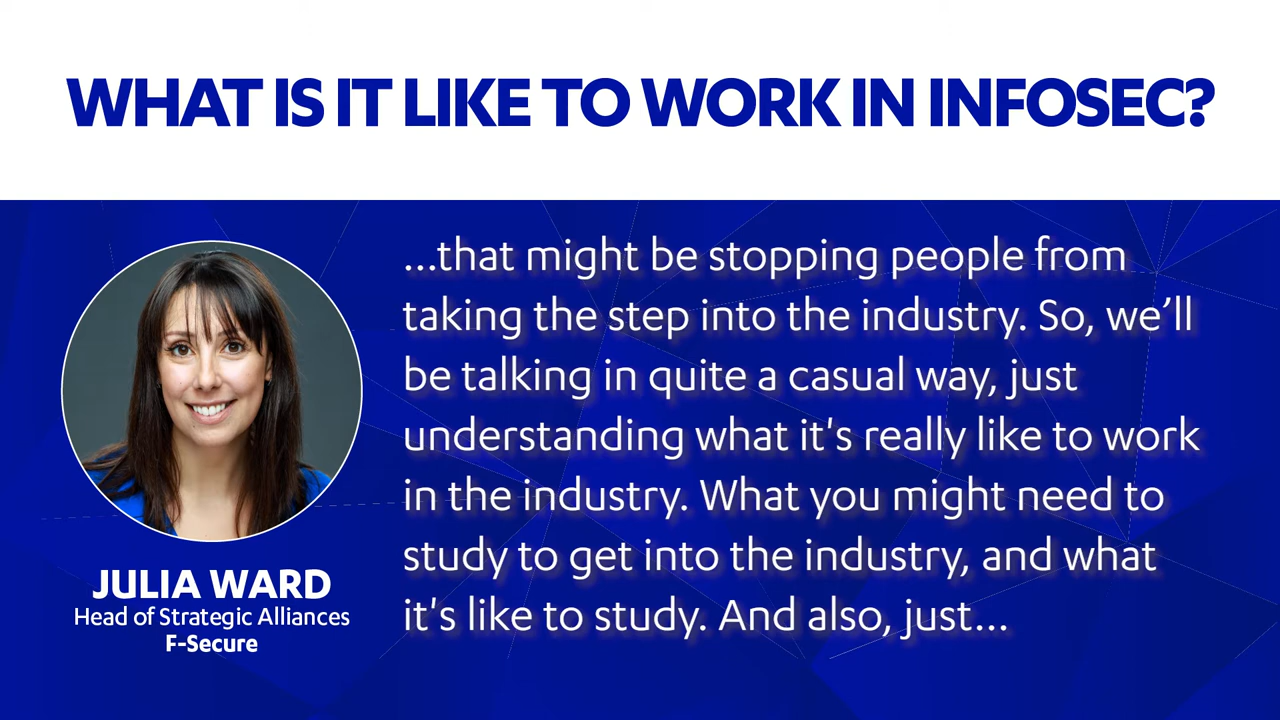 WHAT IS IT LIKE TO WORK IN INFOSEC?
...that might be stopping people from
taking the step into the industry. So, we’ll
be talking in quite a casual way, just
understanding what it's really like to work
in the industry. What you might need to
study to get into the industry, and what
it's like to study. And also, just...
JULIA WARD
Head of Strategic Alliances
F-Secure